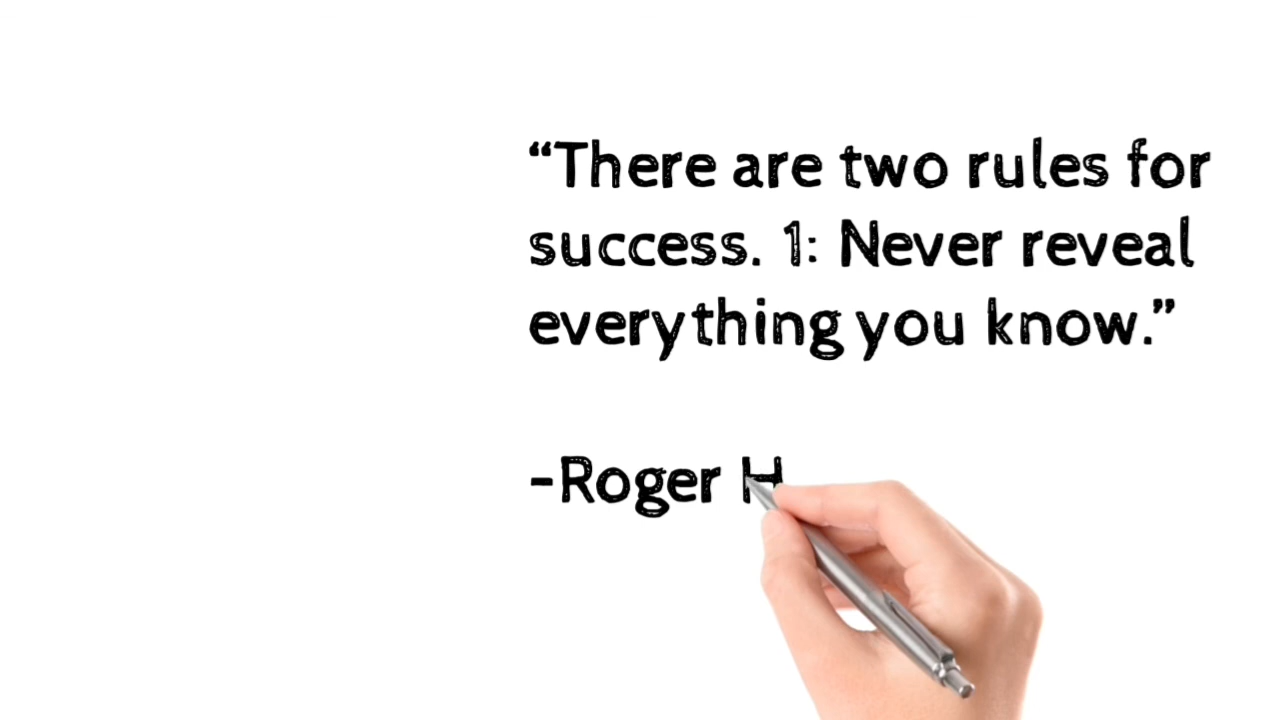 “There are two rules for
success. 1: Never reveal
everything you know.”
-Roger H